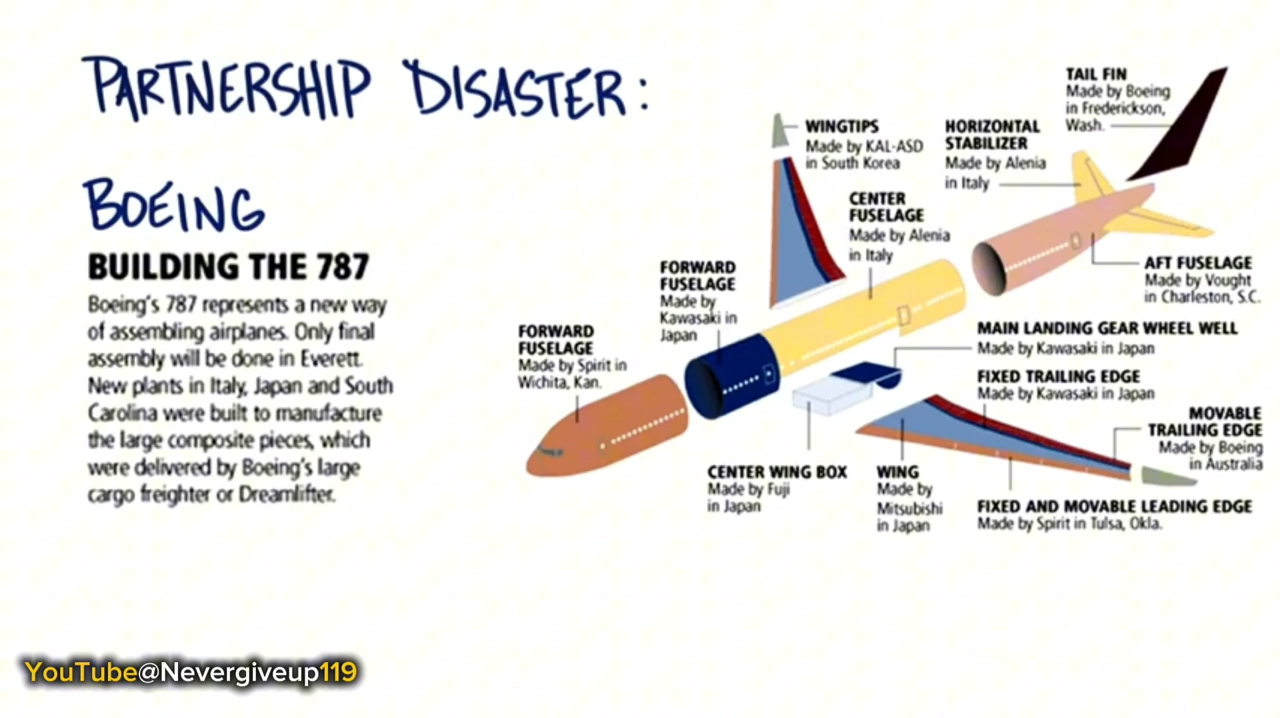 PARTNERSHIP DISASTER:
BOEING
BUILDING THE 787
Boeing's 787 represents a new way
of assembling airplanes. Only final
assembly will be done in Everett.
New plants in Italy, Japan and South
Carolina were built to manufacture
the large composite pieces, which
were delivered by Boeing's large
cargo freighter or Dreamlifter.
FORWARD
FUSELAGE
Made by Spirit in
Wichita, Kan.
FORWARD
FUSELAGE
Made by
Kawasaki in
Japan
WINGTIPS
Made by KAL-ASD
in South Korea
CENTER
FUSELAGE
Made by Alenia
in Italy
HORIZONTAL
STABILIZER
Made by Alenia
in Italy
TAIL FIN
Made by Boeing
in Frederickson,
Wash.
AFT FUSELAGE
Made by Vought
in Charleston, S.C.
MAIN LANDING GEAR WHEEL WELL
Made by Kawasaki in Japan
FIXED TRAILING EDGE
Made by Kawasaki in Japan
MOVABLE
TRAILING EDGE
Made by Boeing
in Australia
CENTER WING BOX
Made by Fuji
in Japan
WING
Made by
Mitsubishi
in Japan
FIXED AND MOVABLE LEADING EDGE
Made by Spirit in Tulsa, Okla.
YouTube@Nevergiveup119